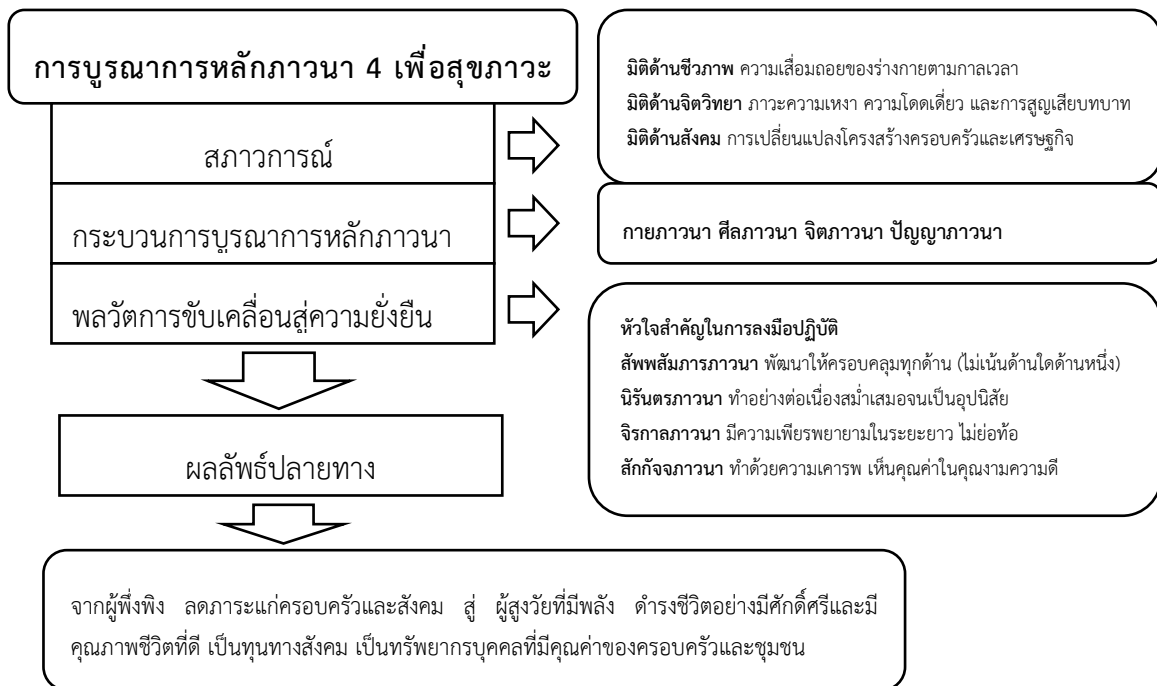 การบูรณาการหลักภาวนา 4 เพื่อสุขภาวะ
สภาวการณ์
มิติด้านชีวภาพ ความเสื่อมถอยของร่างกายตามกาลเวลา
มิติด้านจิตวิทยา ภาวะความเหงา ความโดดเดี่ยว และการสูญเสียบทบาท
มิติด้านสังคม การเปลี่ยนแปลงโครงสร้างครอบครัวและเศรษฐกิจ
กระบวนการบูรณาการหลักภาวนา
กายภาวนา ศีลภาวนา จิตภาวนา ปัญญาภาวนา
พลวัตการขับเคลื่อนสู่ความยั่งยืน
หัวใจสำคัญในการลงมือปฏิบัติ
สัพพสัมภารภาวนา พัฒนาให้ครอบคลุมทุกด้าน (ไม่เน้นด้านใดด้านหนึ่ง)
นิรันตรภาวนา ทำอย่างต่อเนื่องสม่ำเสมอจนเป็นอุปนิสัย
จิรกาลภาวนา มีความเพียรพยายามในระยะยาว ไม่ย่อท้อ
สักกัจจภาวนา ทำด้วยความเคารพ เห็นคุณค่าในคุณงามความดี
ผลลัพธ์ปลายทาง
จากผู้พึ่งพิง ลดภาระแก่ครอบครัวและสังคม สู่ ผู้สูงวัยที่มีพลัง ดำรงชีวิตอย่างมีศักดิ์ศรีและมี
คุณภาพชีวิตที่ดี เป็นทุนทางสังคม เป็นทรัพยากรบุคคลที่มีคุณค่าของครอบครัวและชุมชน